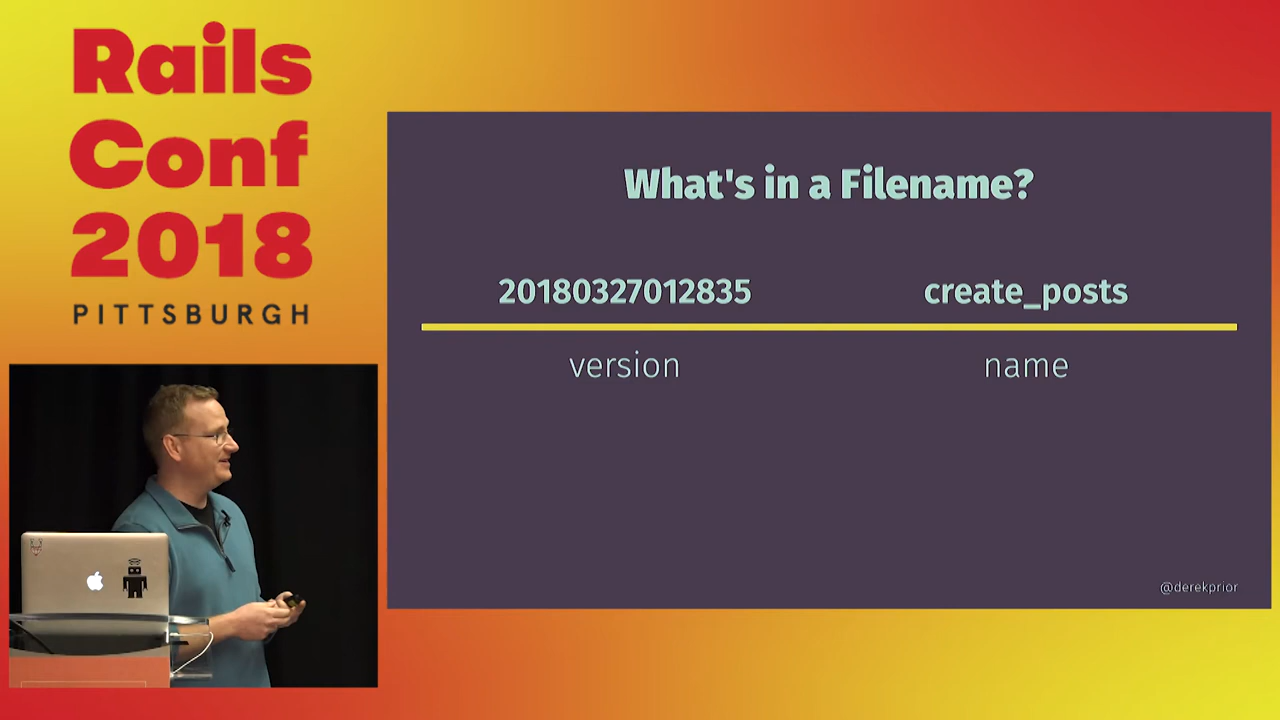 Rails
Conf
2018
PITTSBURGH
What's in a Filename?
20180327012835 create_posts
version name
@derekprior